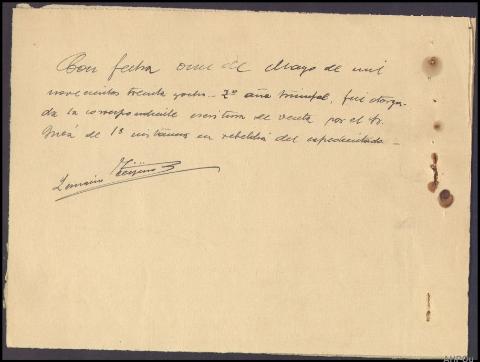 Con fecha once de Mayo de mil
novecientos treinta y ocho - 2º año triunfal, fué otorga-
da la correspondiente escritura de venta por el Sr.
Juez de 1ª instancia en rebeldía del expedientado -